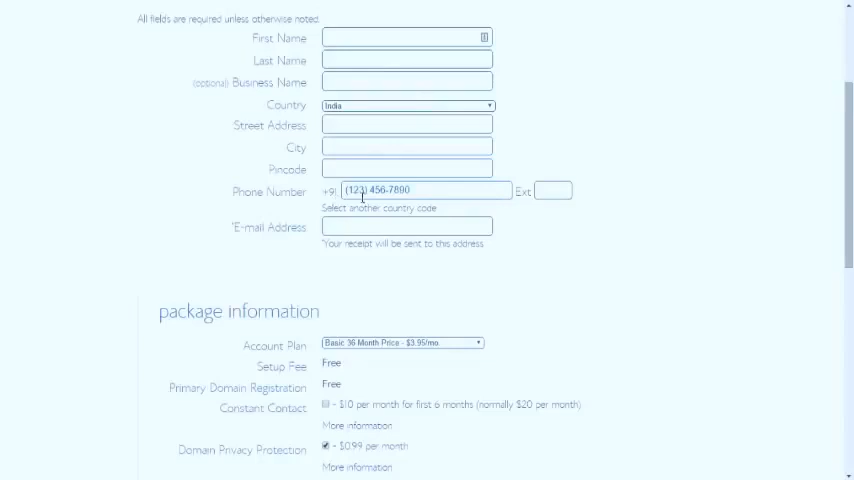 All fields are required unless otherwise noted.
First Name
Last Name
(optional) Business Name
Country India
Street Address
City
Pincode
Phone Number +91 (123) 456-7890 Ext
Select another country code
*E-mail Address
*Your receipt will be sent to this address
package information
Account Plan Basic 36 Month Price - $3.95/mo
Setup Fee Free
Primary Domain Registration Free
Constant Contact - $10 per month for first 6 months (normally $20 per month)
More information
Domain Privacy Protection - $0.99 per month
More information